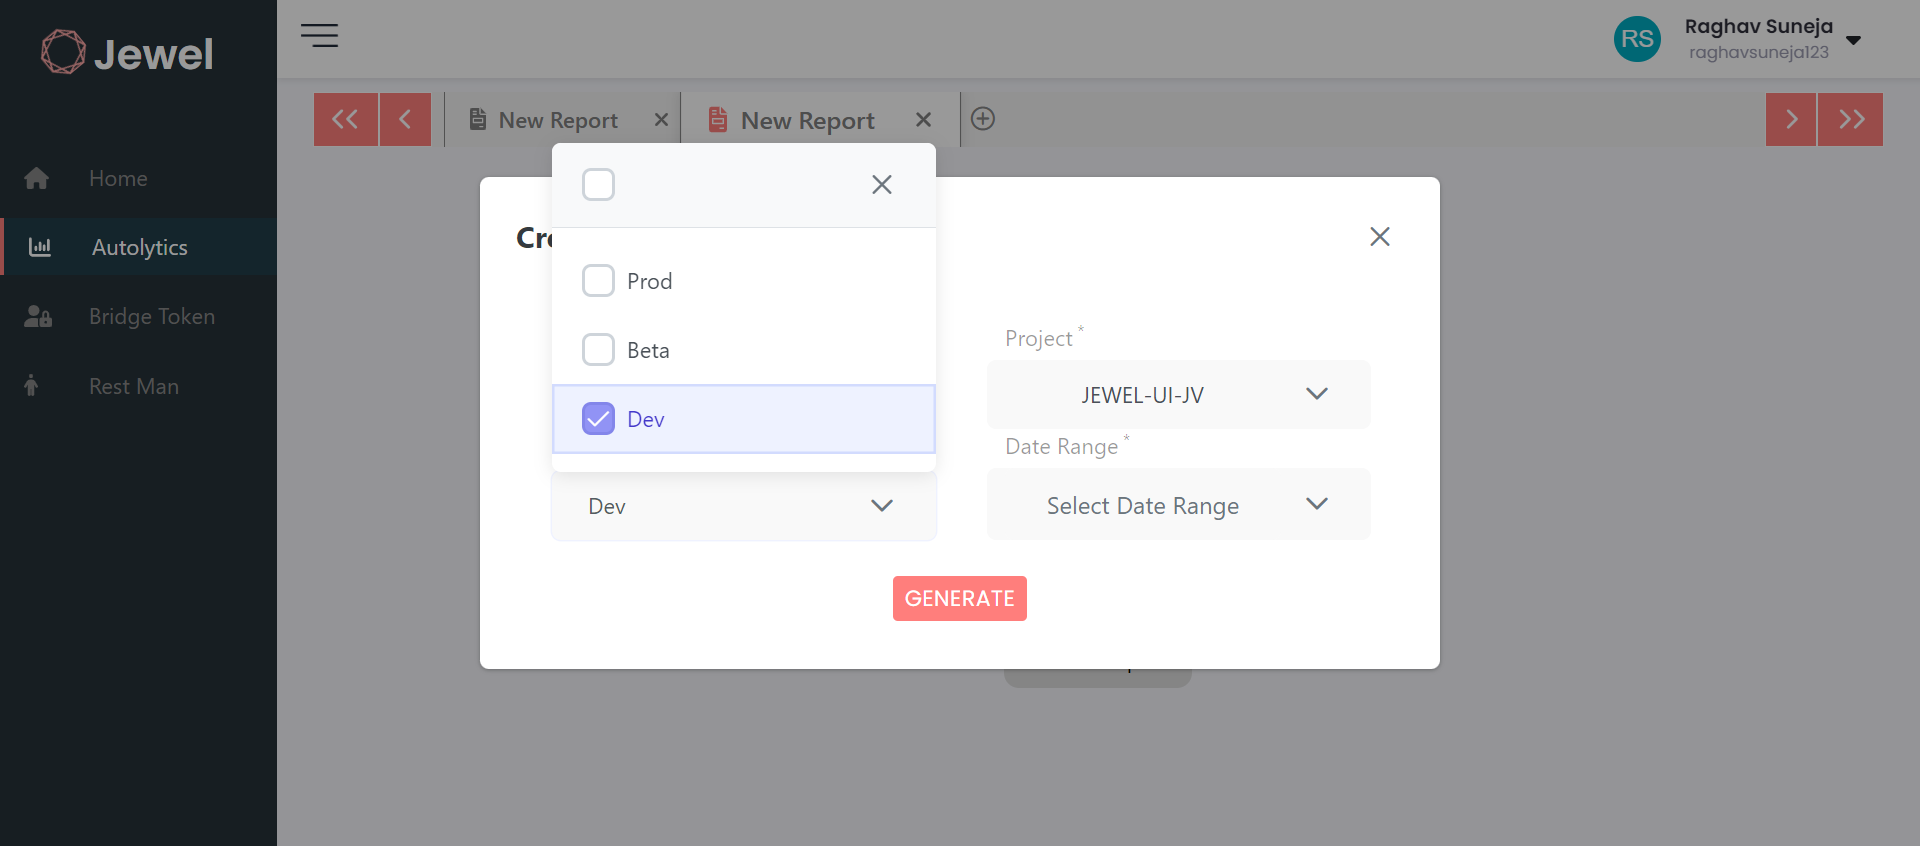 Jewel
Raghav Suneja
RS
raghavsuneja123
New Report
New Report
Home
Autolytics
Bridge Token
Rest Man
Prod
Beta
Dev
Dev
Project *
JEWEL-UI-JV
Date Range *
Select Date Range
GENERATE